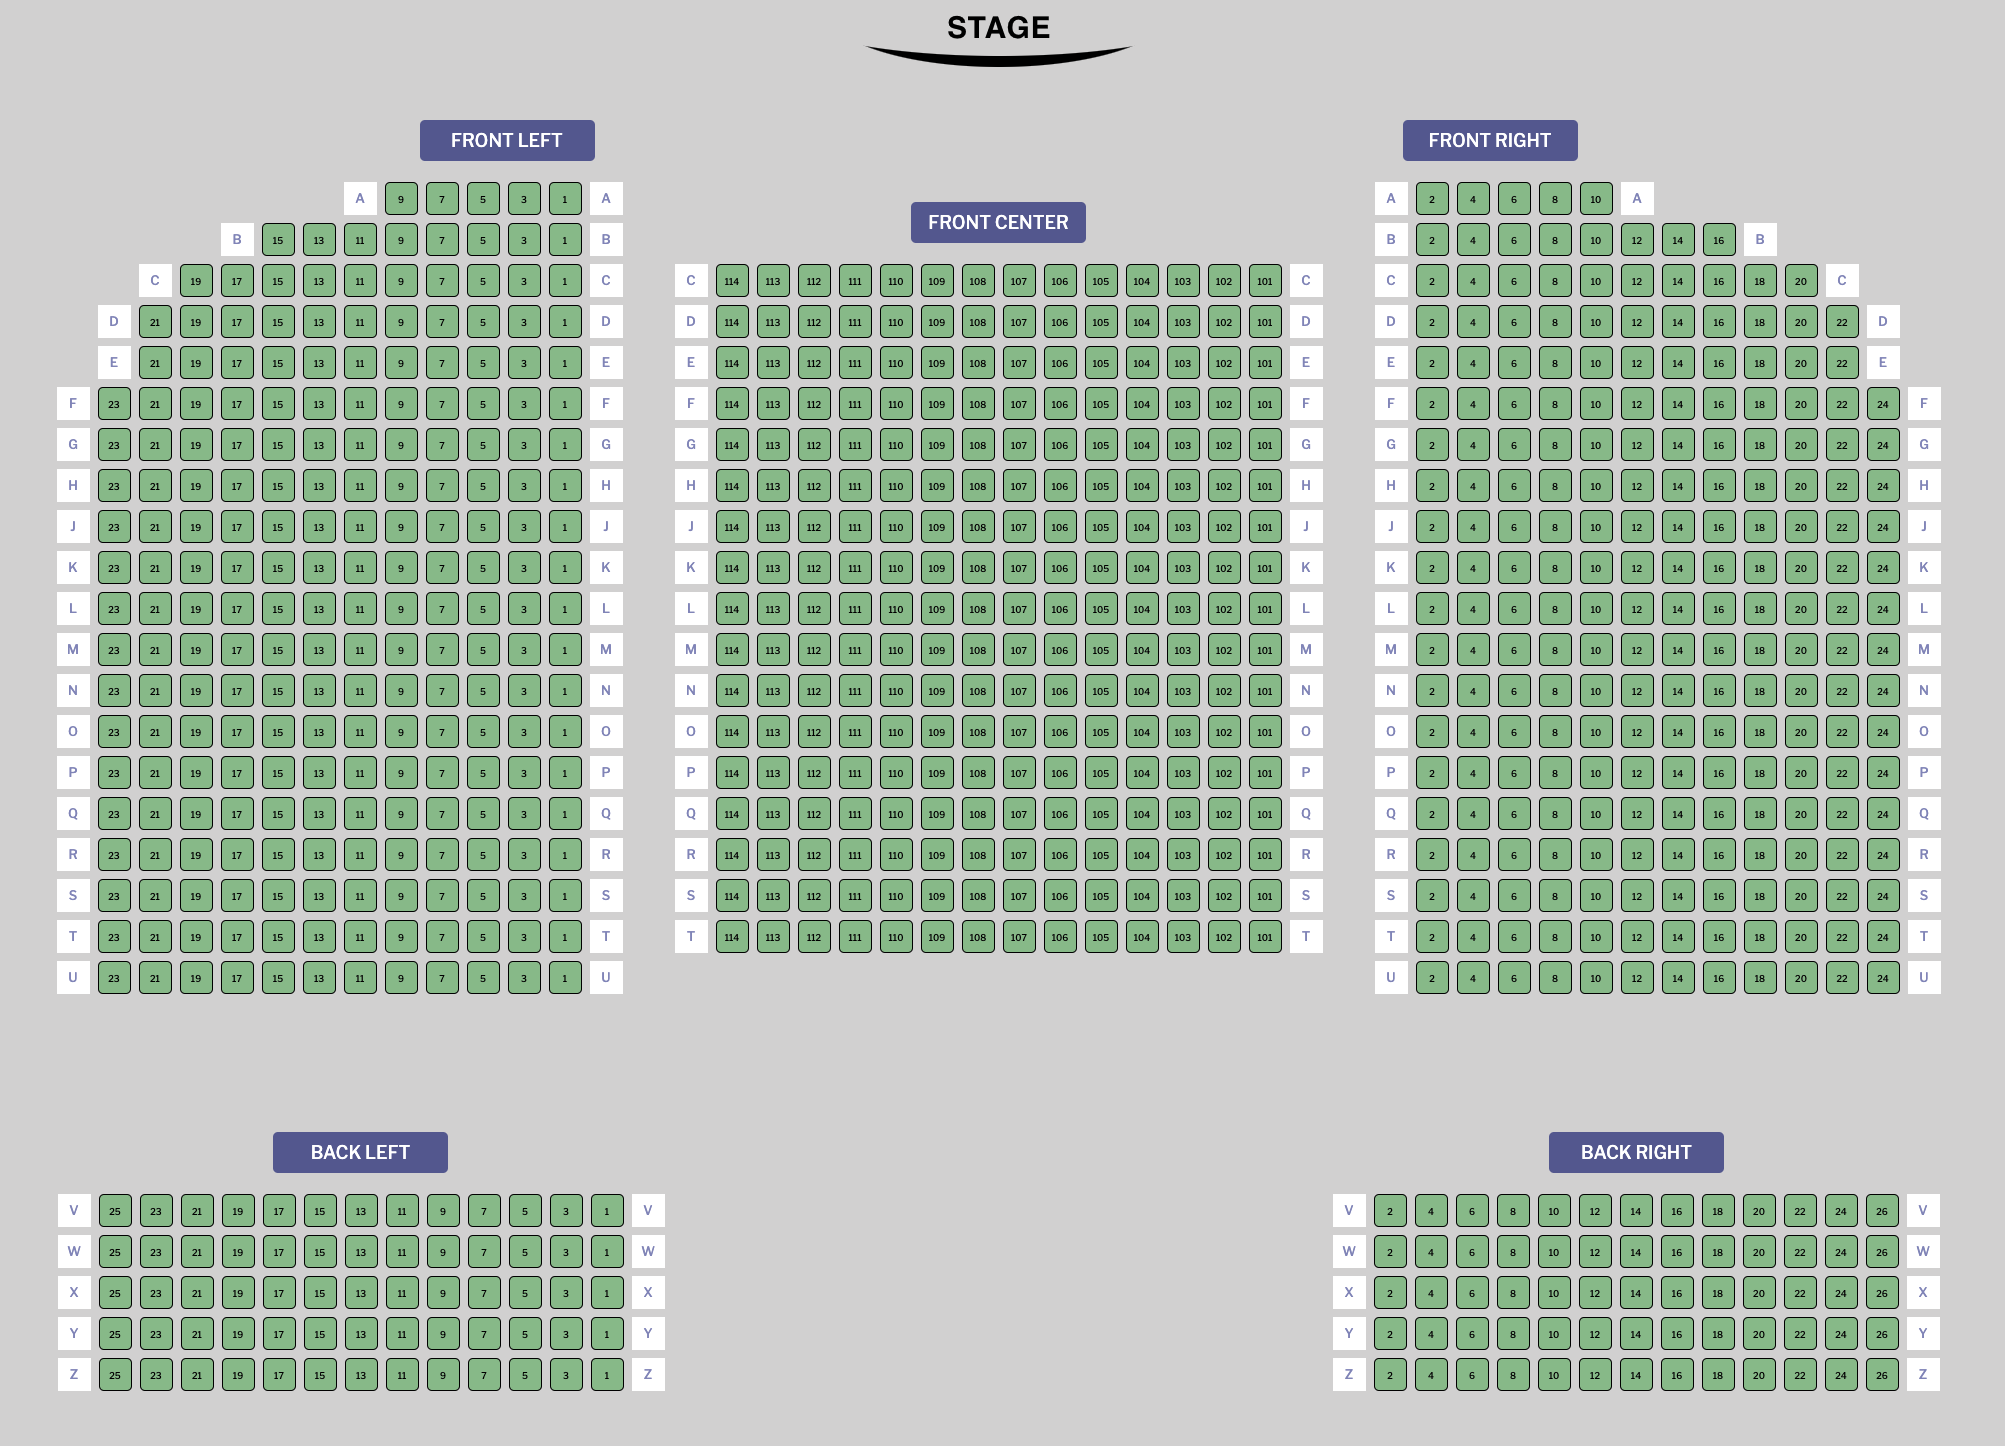 STAGE
FRONT LEFT
A 9 7 5 3 1 A
B 15 13 11 9 7 5 3 1 B
C 19 17 15 13 11 9 7 5 3 1 C
D 21 19 17 15 13 11 9 7 5 3 1 D
E 21 19 17 15 13 11 9 7 5 3 1 E
F 23 21 19 17 15 13 11 9 7 5 3 1 F
G 23 21 19 17 15 13 11 9 7 5 3 1 G
H 23 21 19 17 15 13 11 9 7 5 3 1 H
J 23 21 19 17 15 13 11 9 7 5 3 1 J
K 23 21 19 17 15 13 11 9 7 5 3 1 K
L 23 21 19 17 15 13 11 9 7 5 3 1 L
M 23 21 19 17 15 13 11 9 7 5 3 1 M
N 23 21 19 17 15 13 11 9 7 5 3 1 N
O 23 21 19 17 15 13 11 9 7 5 3 1 O
P 23 21 19 17 15 13 11 9 7 5 3 1 P
Q 23 21 19 17 15 13 11 9 7 5 3 1 Q
R 23 21 19 17 15 13 11 9 7 5 3 1 R
S 23 21 19 17 15 13 11 9 7 5 3 1 S
T 23 21 19 17 15 13 11 9 7 5 3 1 T
U 23 21 19 17 15 13 11 9 7 5 3 1 U
FRONT CENTER
C 114 113 112 111 110 109 108 107 106 105 104 103 102 101 C
D 114 113 112 111 110 109 108 107 106 105 104 103 102 101 D
E 114 113 112 111 110 109 108 107 106 105 104 103 102 101 E
F 114 113 112 111 110 109 108 107 106 105 104 103 102 101 F
G 114 113 112 111 110 109 108 107 106 105 104 103 102 101 G
H 114 113 112 111 110 109 108 107 106 105 104 103 102 101 H
J 114 113 112 111 110 109 108 107 106 105 104 103 102 101 J
K 114 113 112 111 110 109 108 107 106 105 104 103 102 101 K
L 114 113 112 111 110 109 108 107 106 105 104 103 102 101 L
M 114 113 112 111 110 109 108 107 106 105 104 103 102 101 M
N 114 113 112 111 110 109 108 107 106 105 104 103 102 101 N
O 114 113 112 111 110 109 108 107 106 105 104 103 102 101 O
P 114 113 112 111 110 109 108 107 106 105 104 103 102 101 P
Q 114 113 112 111 110 109 108 107 106 105 104 103 102 101 Q
R 114 113 112 111 110 109 108 107 106 105 104 103 102 101 R
S 114 113 112 111 110 109 108 107 106 105 104 103 102 101 S
T 114 113 112 111 110 109 108 107 106 105 104 103 102 101 T
FRONT RIGHT
A 2 4 6 8 10 A
B 2 4 6 8 10 12 14 16 B
C 2 4 6 8 10 12 14 16 18 20 C
D 2 4 6 8 10 12 14 16 18 20 22 D
E 2 4 6 8 10 12 14 16 18 20 22 E
F 2 4 6 8 10 12 14 16 18 20 22 24 F
G 2 4 6 8 10 12 14 16 18 20 22 24 G
H 2 4 6 8 10 12 14 16 18 20 22 24 H
J 2 4 6 8 10 12 14 16 18 20 22 24 J
K 2 4 6 8 10 12 14 16 18 20 22 24 K
L 2 4 6 8 10 12 14 16 18 20 22 24 L
M 2 4 6 8 10 12 14 16 18 20 22 24 M
N 2 4 6 8 10 12 14 16 18 20 22 24 N
O 2 4 6 8 10 12 14 16 18 20 22 24 O
P 2 4 6 8 10 12 14 16 18 20 22 24 P
Q 2 4 6 8 10 12 14 16 18 20 22 24 Q
R 2 4 6 8 10 12 14 16 18 20 22 24 R
S 2 4 6 8 10 12 14 16 18 20 22 24 S
T 2 4 6 8 10 12 14 16 18 20 22 24 T
U 2 4 6 8 10 12 14 16 18 20 22 24 U
BACK LEFT
V 25 23 21 19 17 15 13 11 9 7 5 3 1 V
W 25 23 21 19 17 15 13 11 9 7 5 3 1 W
X 25 23 21 19 17 15 13 11 9 7 5 3 1 X
Y 25 23 21 19 17 15 13 11 9 7 5 3 1 Y
Z 25 23 21 19 17 15 13 11 9 7 5 3 1 Z
BACK RIGHT
V 2 4 6 8 10 12 14 16 18 20 22 24 26 V
W 2 4 6 8 10 12 14 16 18 20 22 24 26 W
X 2 4 6 8 10 12 14 16 18 20 22 24 26 X
Y 2 4 6 8 10 12 14 16 18 20 22 24 26 Y
Z 2 4 6 8 10 12 14 16 18 20 22 24 26 Z